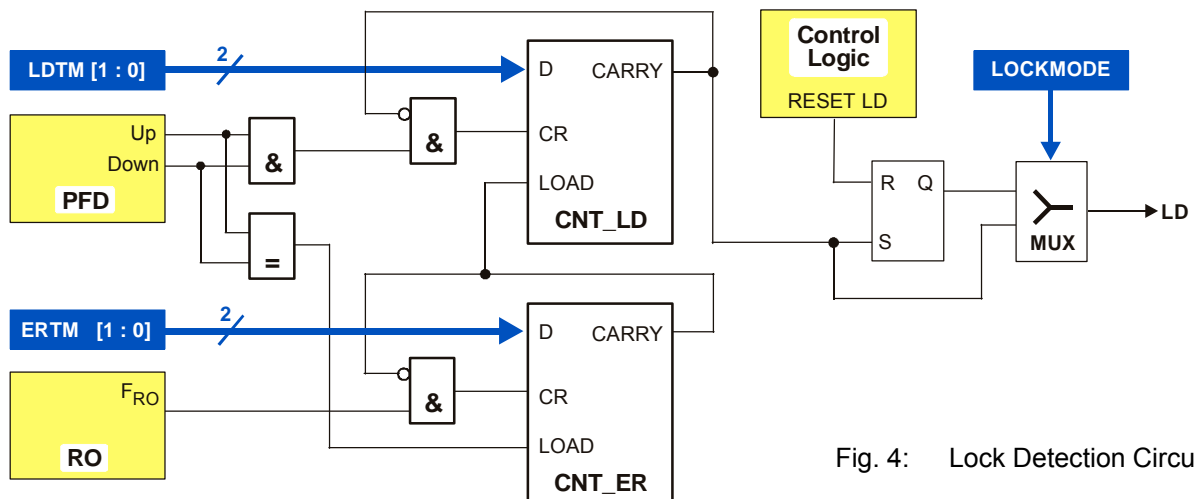 LDTM [1 : 0]
2
D
CARRY
Control
Logic
RESET LD
LOCKMODE
Up
Down
PFD
&
&
CR
LOAD
CNT_LD
R
Q
S
MUX
LD
=
ERTM [1 : 0]
2
D
CARRY
FRO
RO
&
CR
LOAD
CNT_ER
Fig. 4: Lock Detection Circu